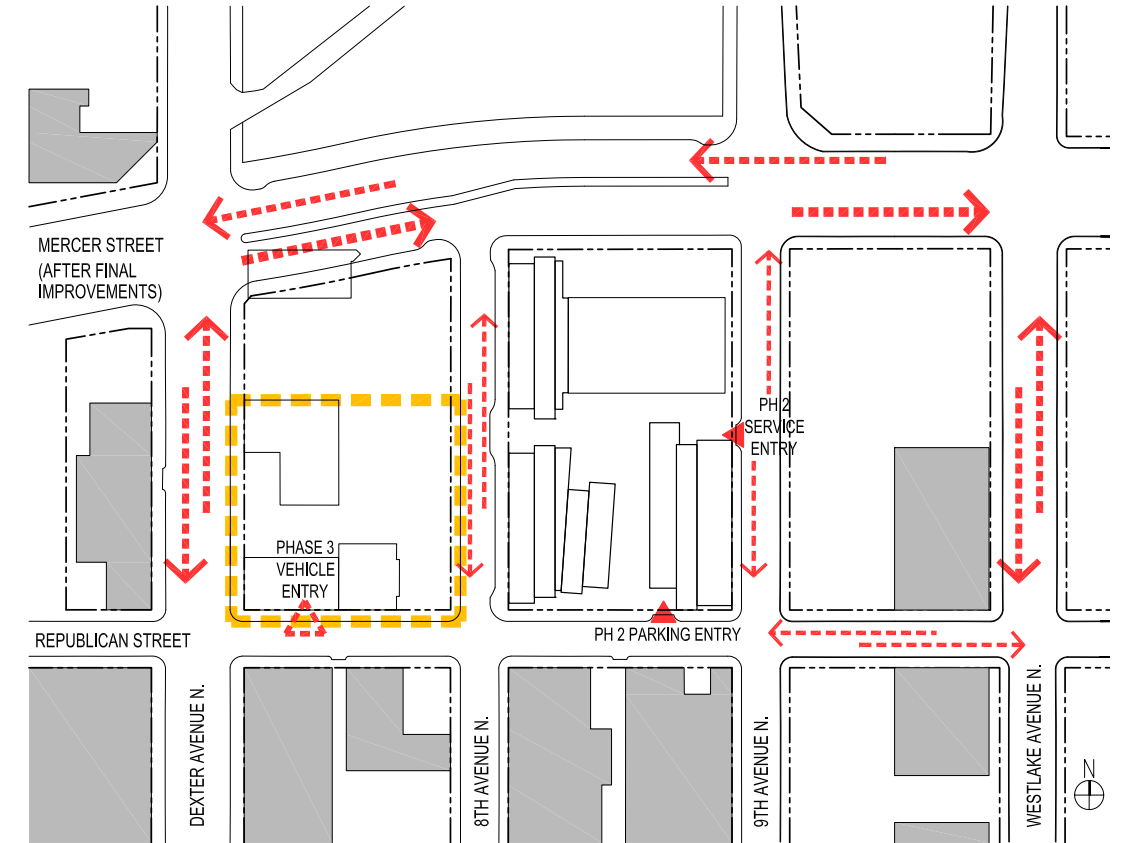 MERCER STREET
(AFTER FINAL
IMPROVEMENTS)
PH 2
SERVICE
ENTRY
PHASE 3
VEHICLE
ENTRY
REPUBLICAN STREET
PH 2 PARKING ENTRY
DEXTER AVENUE N.
8TH AVENUE N.
9TH AVENUE N.
WESTLAKE AVENUE N.
N